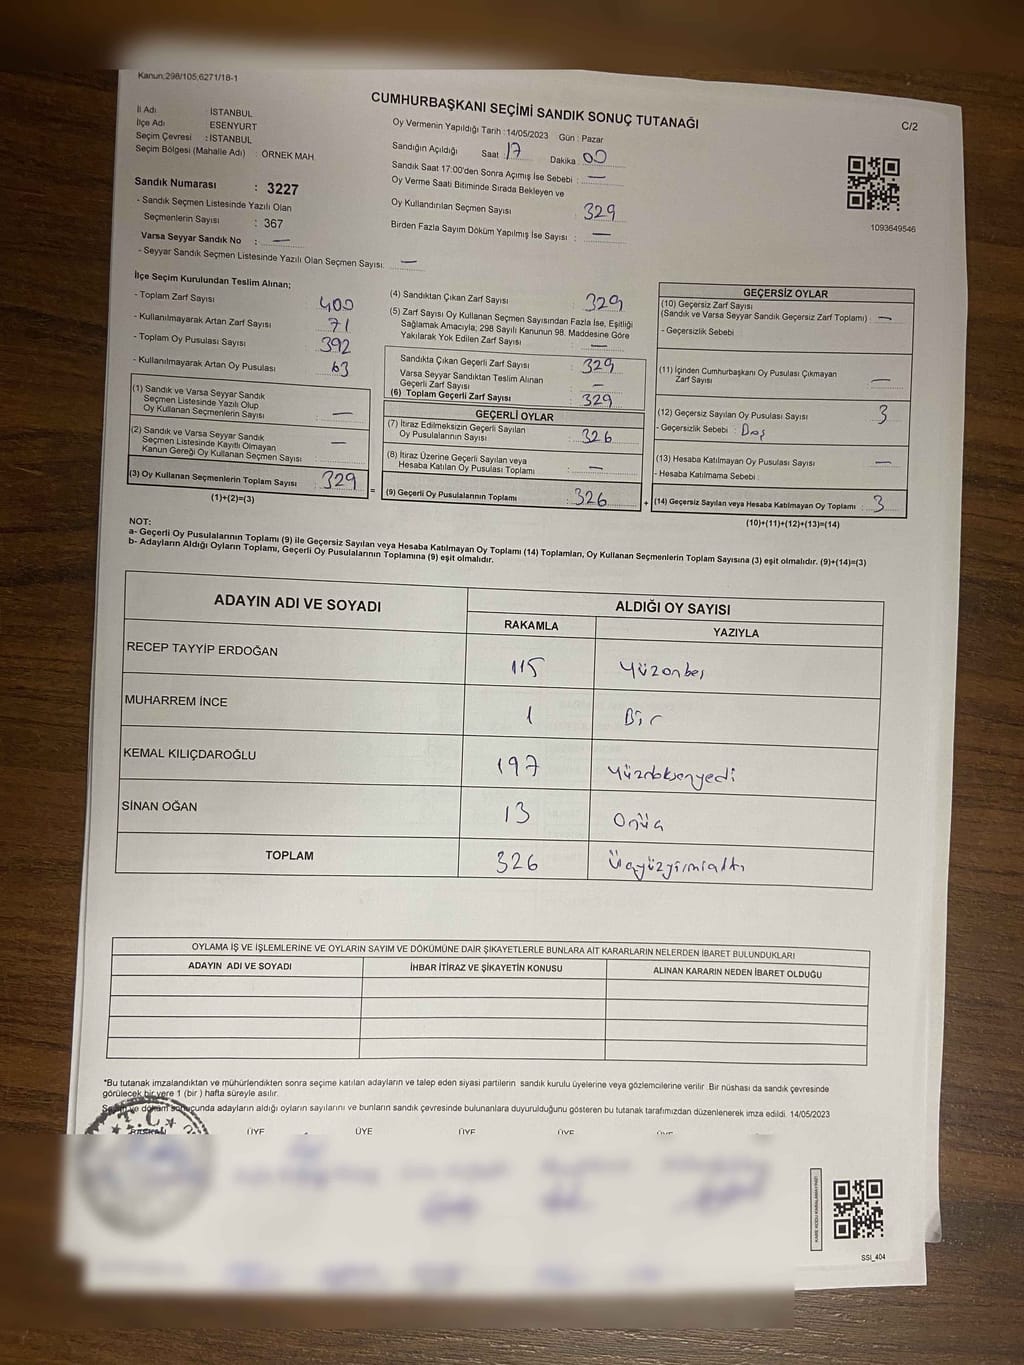 Kanun:298/105;6271/18-1
CUMHURBAŞKANI SEÇİMİ SANDIK SONUÇ TUTANAĞI
C/2
İl Adı : İSTANBUL
İlçe Adı : ESENYURT
Seçim Çevresi : İSTANBUL
Seçim Bölgesi (Mahalle Adı) : ÖRNEK MAH.
Sandık Numarası : 3227
- Sandık Seçmen Listesinde Yazılı Olan
Seçmenlerin Sayısı : 367
Varsa Seyyar Sandık No : —
- Seyyar Sandık Seçmen Listesinde Yazılı Olan Seçmen Sayısı: —
Oy Vermenin Yapıldığı Tarih :14/05/2023 Gün : Pazar
Sandığın Açıldığı Saat : 17 Dakika : 00
Sandık Saat 17:00'den Sonra Açımış İse Sebebi : —
Oy Verme Saati Bitiminde Sırada Bekleyen ve
Oy Kullandırılan Seçmen Sayısı : 329
Birden Fazla Sayım Döküm Yapılmış İse Sayısı : —
1093649546
İlçe Seçim Kurulundan Teslim Alınan;
- Toplam Zarf Sayısı : 400
- Kullanılmayarak Artan Zarf Sayısı : 71
- Toplam Oy Pusulası Sayısı : 392
- Kullanılmayarak Artan Oy Pusulası : 63
(1) Sandık ve Varsa Seyyar Sandık
Seçmen Listesinde Yazılı Olup
Oy Kullanan Seçmenlerin Sayısı : —
(2) Sandık ve Varsa Seyyar Sandık
Seçmen Listesinde Kayıtlı Olmayan
Kanun Gereği Oy Kullanan Seçmen Sayısı : —
(3) Oy Kullanan Seçmenlerin Toplam Sayısı : 329
(1)+(2)=(3)
(4) Sandıktan Çıkan Zarf Sayısı : 329
(5) Zarf Sayısı Oy Kullanan Seçmen Sayısından Fazla İse, Eşitliği
Sağlamak Amacıyla; 298 Sayılı Kanunun 98. Maddesine Göre
Yakılarak Yok Edilen Zarf Sayısı : —
Sandıkta Çıkan Geçerli Zarf Sayısı : 329
Varsa Seyyar Sandıktan Teslim Alınan
Geçerli Zarf Sayısı : —
(6) Toplam Geçerli Zarf Sayısı : 329
GEÇERLİ OYLAR
(7) İtiraz Edilmeksizin Geçerli Sayılan
Oy Pusulalarının Sayısı : 326
(8) İtiraz Üzerine Geçerli Sayılan veya
Hesaba Katılan Oy Pusulası Toplamı : —
= (9) Geçerli Oy Pusulalarının Toplamı : 326
GEÇERSİZ OYLAR
(10) Geçersiz Zarf Sayısı
(Sandık ve Varsa Seyyar Sandık Geçersiz Zarf Toplamı) : —
- Geçersizlik Sebebi :
(11) İçinden Cumhurbaşkanı Oy Pusulası Çıkmayan
Zarf Sayısı : —
(12) Geçersiz Sayılan Oy Pusulası Sayısı : 3
- Geçersizlik Sebebi : Boş
(13) Hesaba Katılmayan Oy Pusulası Sayısı : —
- Hesaba Katılmama Sebebi :
+ (14) Geçersiz Sayılan veya Hesaba Katılmayan Oy Toplamı : 3
(10)+(11)+(12)+(13)=(14)
NOT:
a- Geçerli Oy Pusulalarının Toplamı (9) ile Geçersiz Sayılan veya Hesaba Katılmayan Oy Toplamı (14) Toplamları, Oy Kullanan Seçmenlerin Toplam Sayısına (3) eşit olmalıdır. (9)+(14)=(3)
b- Adayların Aldığı Oyların Toplamı, Geçerli Oy Pusulalarının Toplamına (9) eşit olmalıdır.
ADAYIN ADI VE SOYADI ALDIĞI OY SAYISI
RAKAMLA YAZIYLA
RECEP TAYYİP ERDOĞAN 115 Yüzonbeş
MUHARREM İNCE 1 Bir
KEMAL KILIÇDAROĞLU 197 Yüzdoksanyedi
SİNAN OĞAN 13 Onüç
TOPLAM 326 Üçyüzyirmialtı
OYLAMA İŞ VE İŞLEMLERİNE VE OYLARIN SAYIM VE DÖKÜMÜNE DAİR ŞİKAYETLERLE BUNLARA AİT KARARLARIN NELERDEN İBARET BULUNDUKLARI
ADAYIN ADI VE SOYADI İHBAR İTİRAZ VE ŞİKAYETİN KONUSU ALINAN KARARIN NEDEN İBARET OLDUĞU
*Bu tutanak imzalandıktan ve mühürlendikten sonra seçime katılan adayların ve talep eden siyasi partilerin sandık kurulu üyelerine veya gözlemcilerine verilir. Bir nüshası da sandık çevresinde
görülecek bir yere 1 (bir ) hafta süreyle asılır.
Seçim ve döküm sonucunda adayların aldığı oyların sayılarını ve bunların sandık çevresinde bulunanlara duyurulduğunu gösteren bu tutanak tarafımızdan düzenlenerek imza edildi. 14/05/2023
T.C.
ÜYE ÜYE ÜYE ÜYE ÜYE
SSI_404